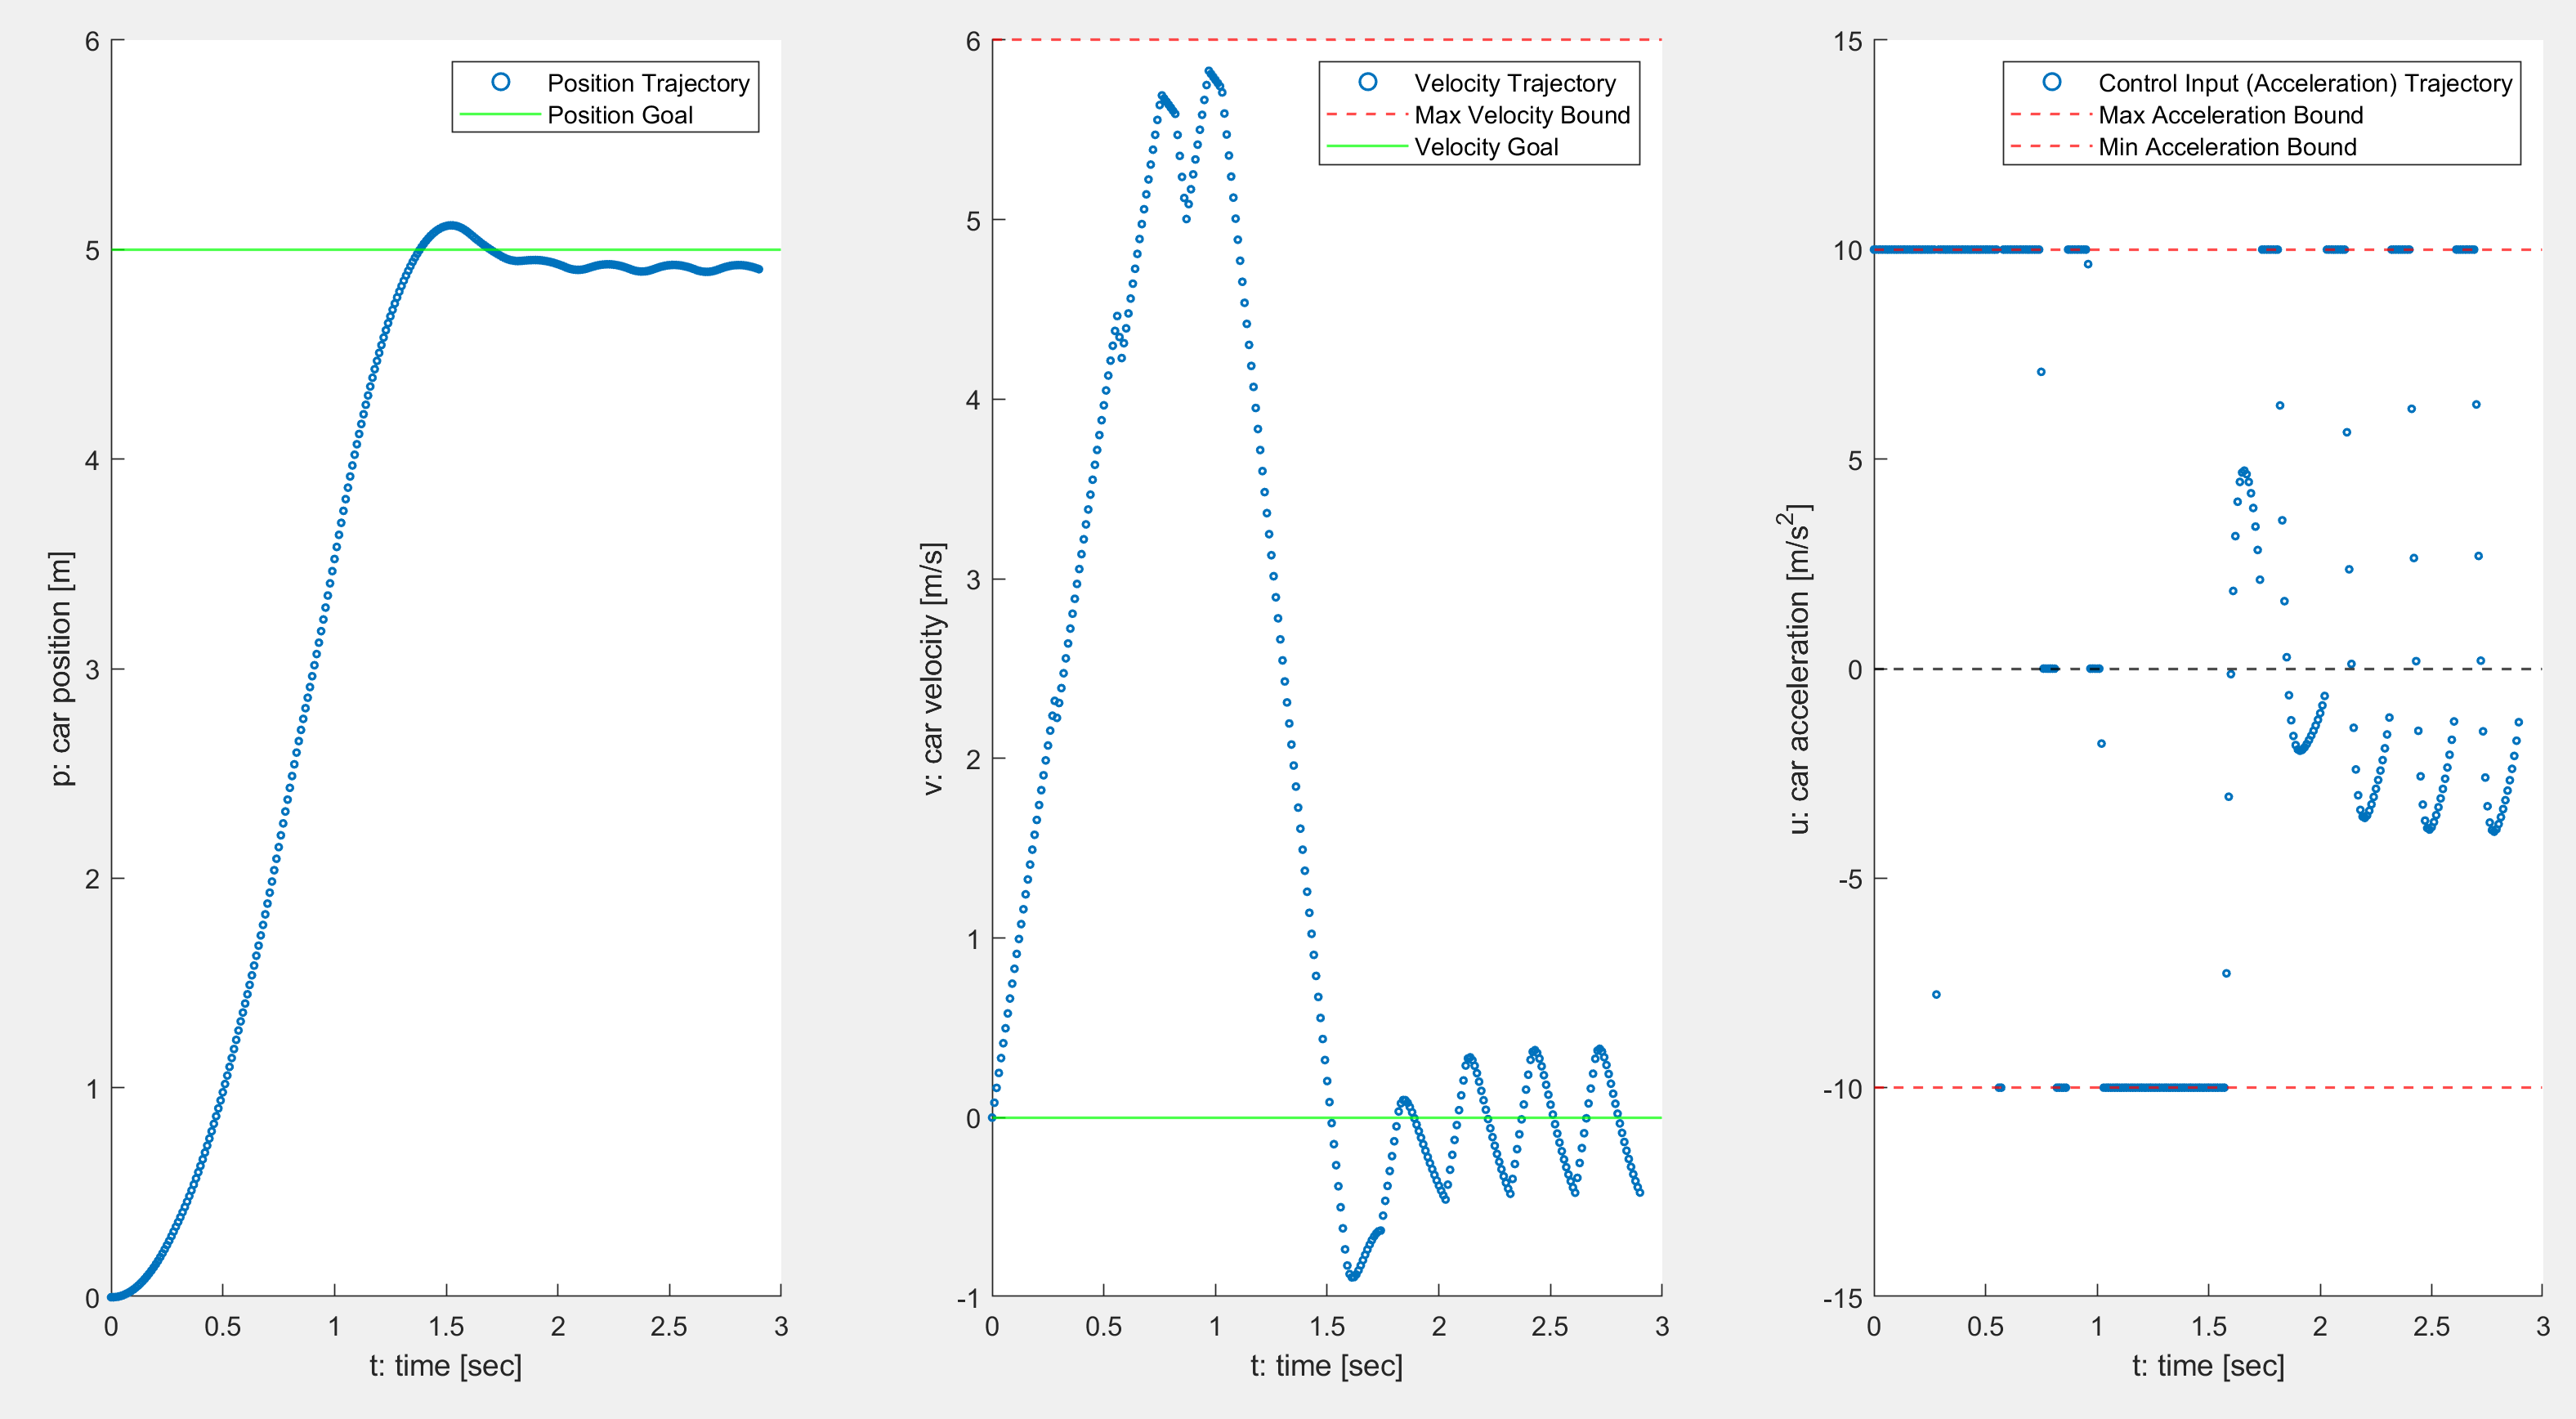 6
5
4
3
2
1
0
0 0.5 1 1.5 2 2.5 3
p: car position [m]
t: time [sec]
Position Trajectory
Position Goal
6
5
4
3
2
1
0
-1
0 0.5 1 1.5 2 2.5 3
v: car velocity [m/s]
t: time [sec]
Velocity Trajectory
Max Velocity Bound
Velocity Goal
15
10
5
0
-5
-10
-15
0 0.5 1 1.5 2 2.5 3
u: car acceleration [m/s²]
t: time [sec]
Control Input (Acceleration) Trajectory
Max Acceleration Bound
Min Acceleration Bound